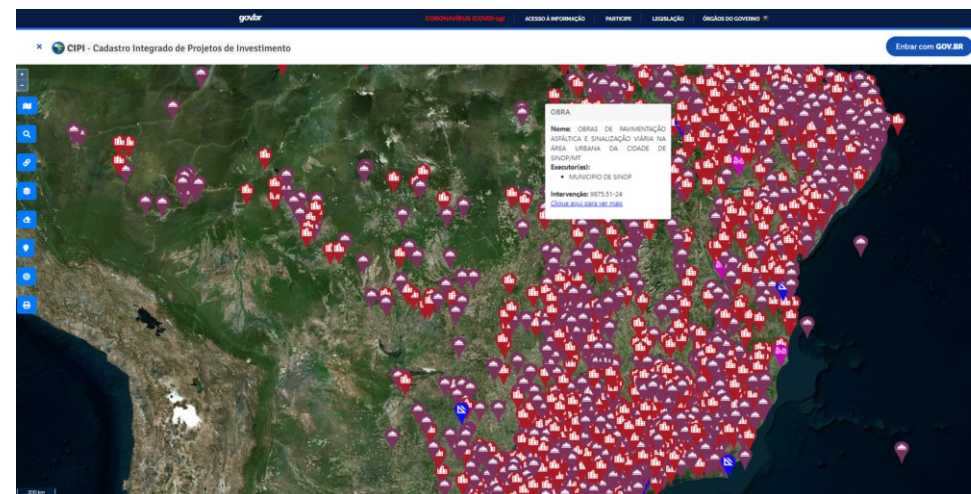 gov.br CORONAVÍRUS (COVID-19) ACESSO À INFORMAÇÃO PARTICIPE LEGISLAÇÃO ÓRGÃOS DO GOVERNO
× CIPI - Cadastro Integrado de Projetos de Investimento Entrar com GOV.BR
+
-
OBRA
Nome: OBRAS DE PAVIMENTAÇÃO
ASFÁLTICA E SINALIZAÇÃO VIÁRIA NA
ÁREA URBANA DA CIDADE DE
SINOP/MT
Executor(es):
• MUNICIPIO DE SINOP
Intervenção: 9875.51-24
Clique aqui para ver mais
200 km